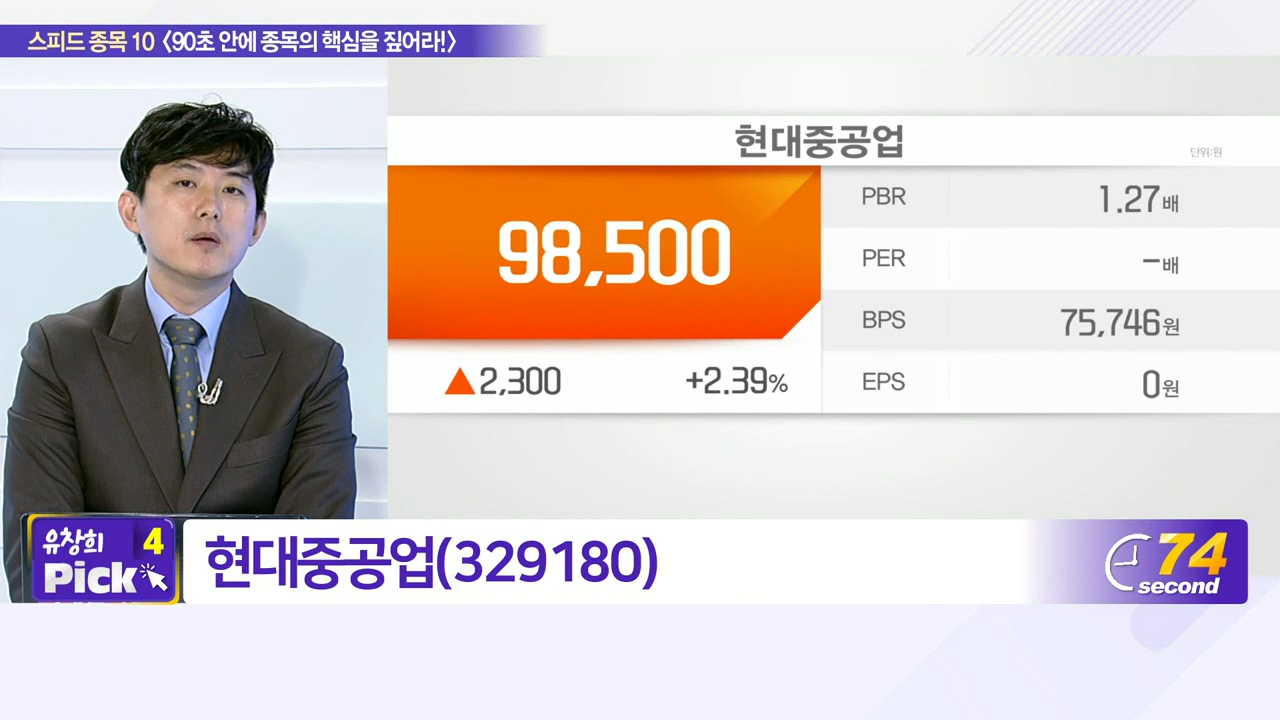 스피드 종목 10 <90초 안에 종목의 핵심을 짚어라!>
현대중공업
단위:원
98,500
▲2,300 +2.39%
PBR 1.27배
PER -배
BPS 75,746원
EPS 0원
유창희 4
Pick
현대중공업(329180)
74
second